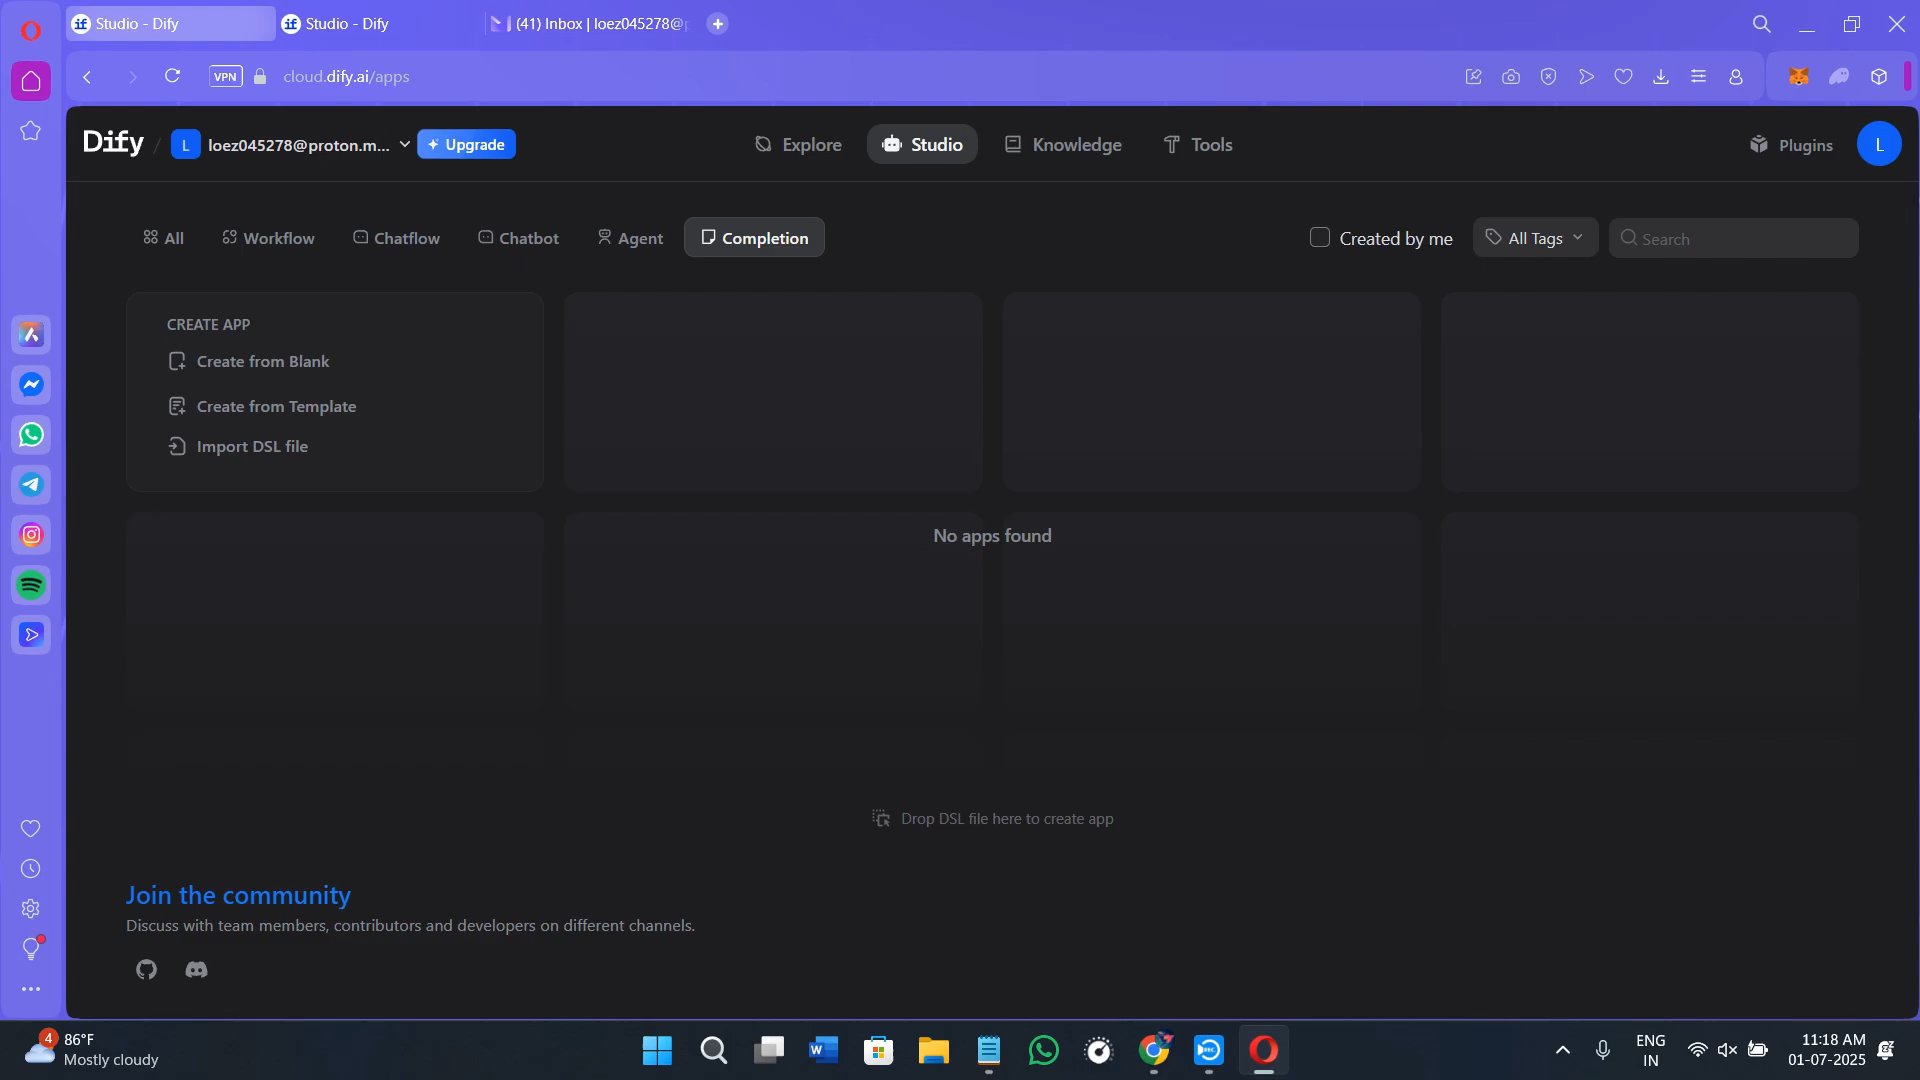 Studio - Dify
Studio - Dify
(41) Inbox | loez045278@
VPN
cloud.dify.ai/apps
Dify / L loez045278@proton.m... Upgrade
Explore
Studio
Knowledge
Tools
Plugins
L
All
Workflow
Chatflow
Chatbot
Agent
Completion
Created by me
All Tags
Search
CREATE APP
Create from Blank
Create from Template
Import DSL file
No apps found
Drop DSL file here to create app
Join the community
Discuss with team members, contributors and developers on different channels.
4
86°F
Mostly cloudy
ENG
IN
11:18 AM
01-07-2025